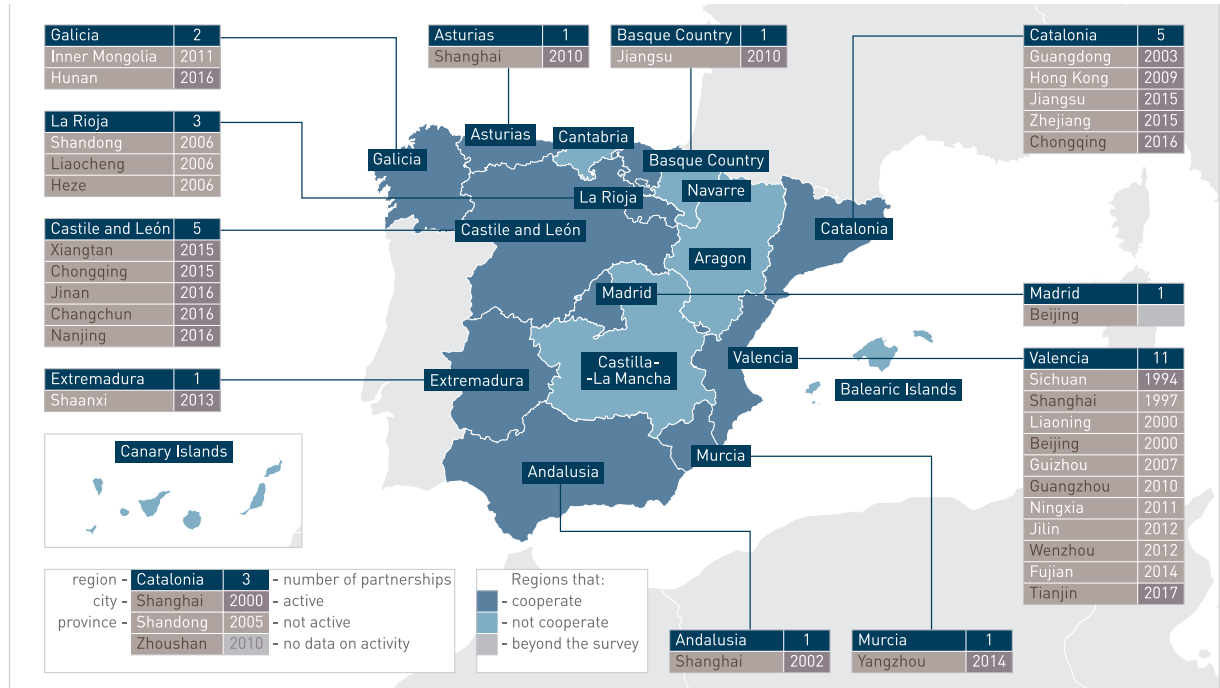 Galicia 2
Inner Mongolia 2011
Hunan 2016
La Rioja 3
Shandong 2006
Liaocheng 2006
Heze 2006
Castile and León 5
Xiangtan 2015
Chongqing 2015
Jinan 2016
Changchun 2016
Nanjing 2016
Extremadura 1
Shaanxi 2013
Asturias 1
Shanghai 2010
Basque Country 1
Jiangsu 2010
Catalonia 5
Guangdong 2003
Hong Kong 2009
Jiangsu 2015
Zhejiang 2015
Chongqing 2016
Madrid 1
Beijing
Valencia 11
Sichuan 1994
Shanghai 1997
Liaoning 2000
Beijing 2000
Guizhou 2007
Guangzhou 2010
Ningxia 2011
Jilin 2012
Wenzhou 2012
Fujian 2014
Tianjin 2017
Asturias
Cantabria
Galicia
Basque Country
Navarre
La Rioja
Castile and León
Catalonia
Aragon
Madrid
Valencia
Castilla-
-La Mancha
Extremadura
Balearic Islands
Murcia
Andalusia
Canary Islands
region - Catalonia 3 - number of partnerships
city - Shanghai 2000 - active
province - Shandong 2005 - not active
Zhoushan 2010 - no data on activity
Regions that:
- cooperate
- not cooperate
- beyond the survey
Andalusia 1
Shanghai 2002
Murcia 1
Yangzhou 2014